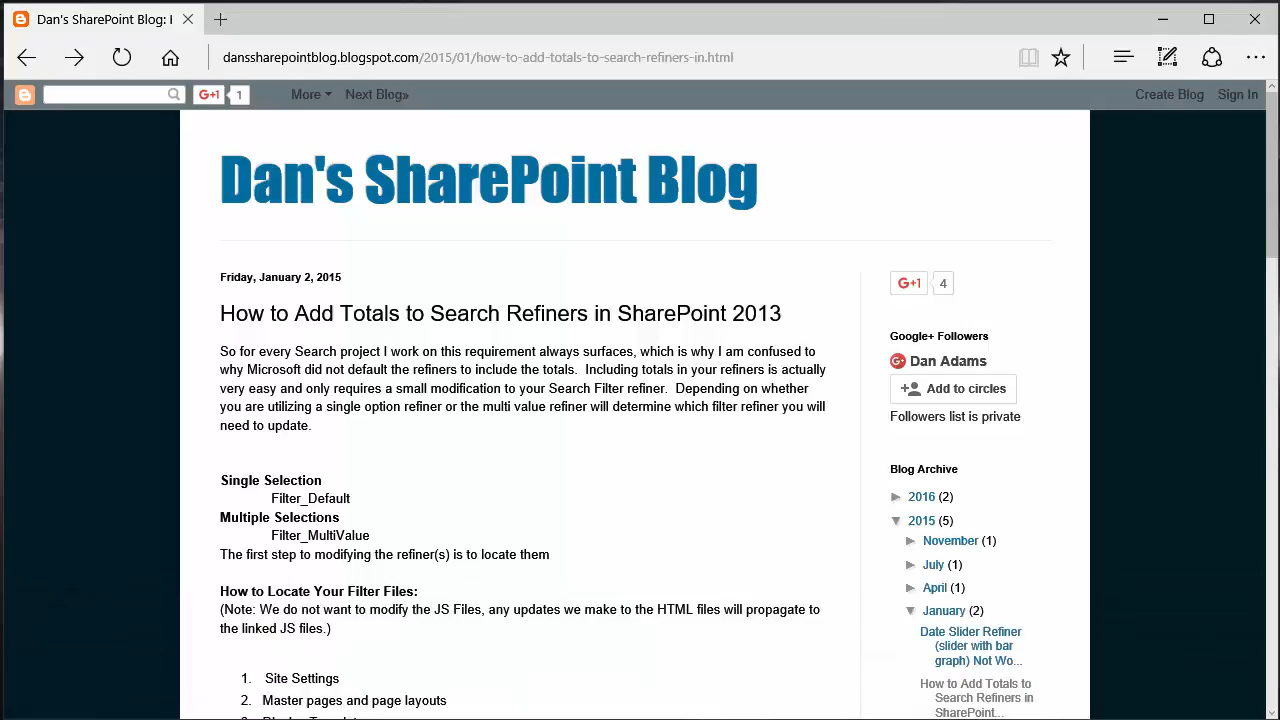 Dan's SharePoint Blog: 
danssharepointblog.blogspot.com/2015/01/how-to-add-totals-to-search-refiners-in.html
G+1 1 More Next Blog» Create Blog Sign In
Dan's SharePoint Blog
Friday, January 2, 2015
How to Add Totals to Search Refiners in SharePoint 2013
So for every Search project I work on this requirement always surfaces, which is why I am confused to
why Microsoft did not default the refiners to include the totals. Including totals in your refiners is actually
very easy and only requires a small modification to your Search Filter refiner. Depending on whether
you are utilizing a single option refiner or the multi value refiner will determine which filter refiner you will
need to update.
Single Selection
Filter_Default
Multiple Selections
Filter_MultiValue
The first step to modifying the refiner(s) is to locate them
How to Locate Your Filter Files:
(Note: We do not want to modify the JS Files, any updates we make to the HTML files will propagate to
the linked JS files.)
1. Site Settings
2. Master pages and page layouts
G+1 4
Google+ Followers
Dan Adams
Add to circles
Followers list is private
Blog Archive
► 2016 (2)
▼ 2015 (5)
► November (1)
► July (1)
► April (1)
▼ January (2)
Date Slider Refiner
(slider with bar
graph) Not Wo...
How to Add Totals to
Search Refiners in
SharePoint...